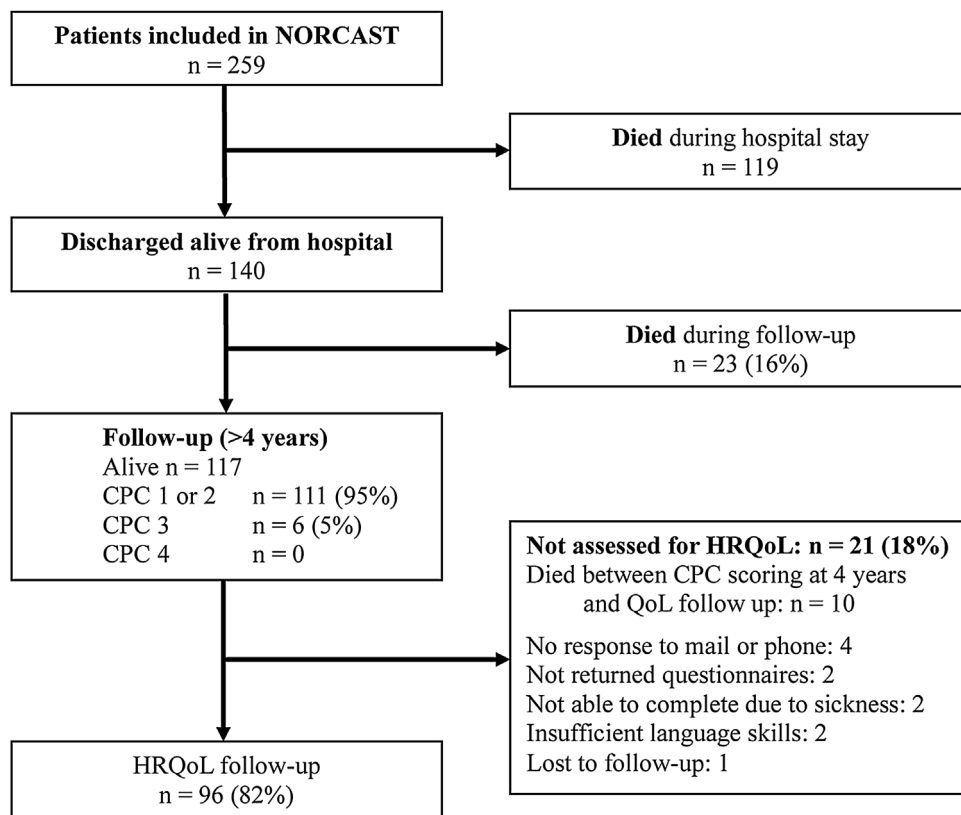 Patients included in NORCAST
n = 259
Died during hospital stay
n = 119
Discharged alive from hospital
n = 140
Died during follow-up
n = 23 (16%)
Follow-up (>4 years)
Alive n = 117
CPC 1 or 2 n = 111 (95%)
CPC 3 n = 6 (5%)
CPC 4 n = 0
Not assessed for HRQoL: n = 21 (18%)
Died between CPC scoring at 4 years
and QoL follow up: n = 10
No response to mail or phone: 4
Not returned questionnaires: 2
Not able to complete due to sickness: 2
Insufficient language skills: 2
Lost to follow-up: 1
HRQoL follow-up
n = 96 (82%)